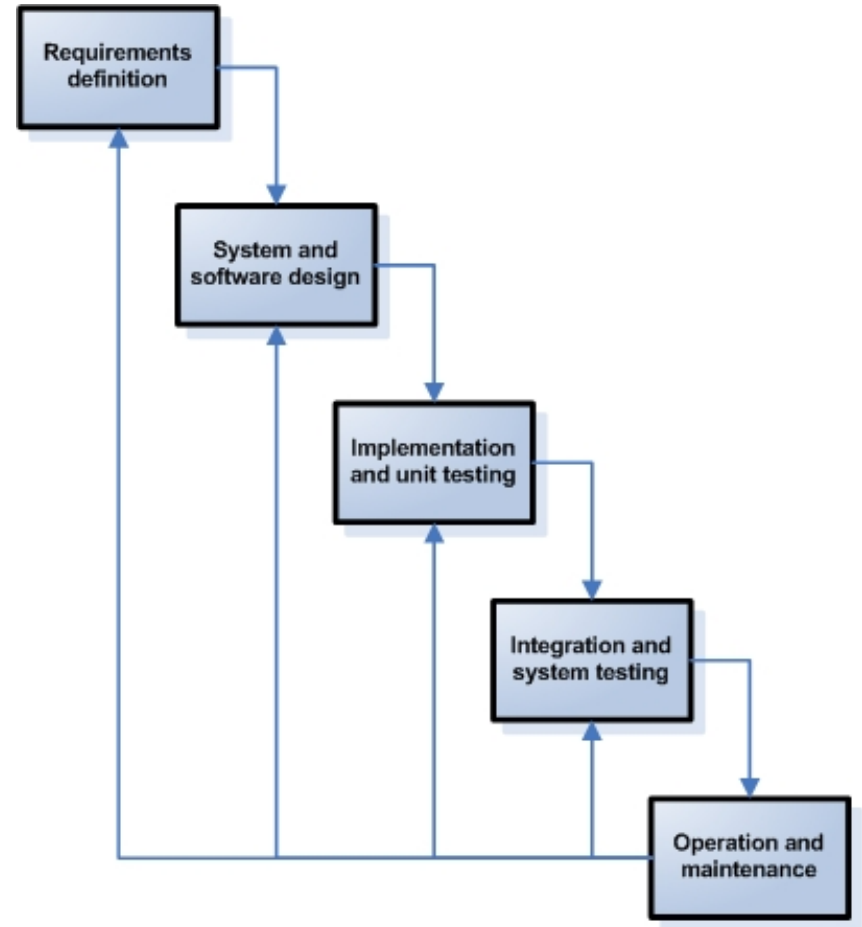 Requirements
definition
System and
software design
Implementation
and unit testing
Integration and
system testing
Operation and
maintenance